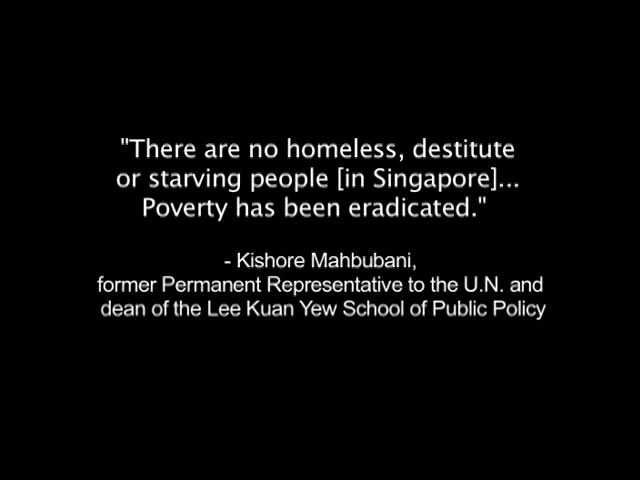 "There are no homeless, destitute
or starving people [in Singapore]...
Poverty has been eradicated."
- Kishore Mahbubani,
former Permanent Representative to the U.N. and
dean of the Lee Kuan Yew School of Public Policy